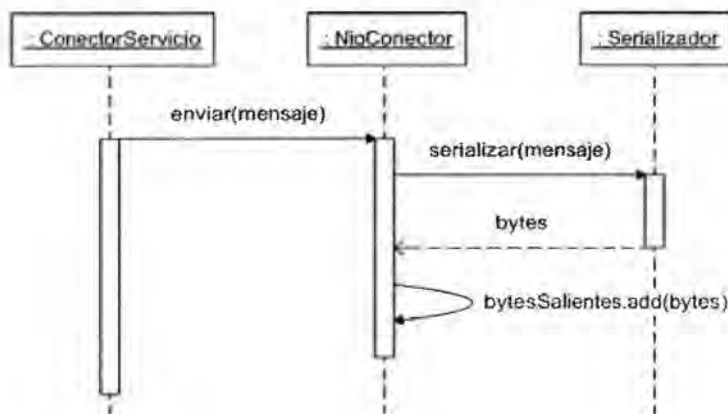 : ConectorServicio
: NioConector
: Serializador
enviar(mensaje)
serializar(mensaje)
bytes
bytesSalientes.add(bytes)